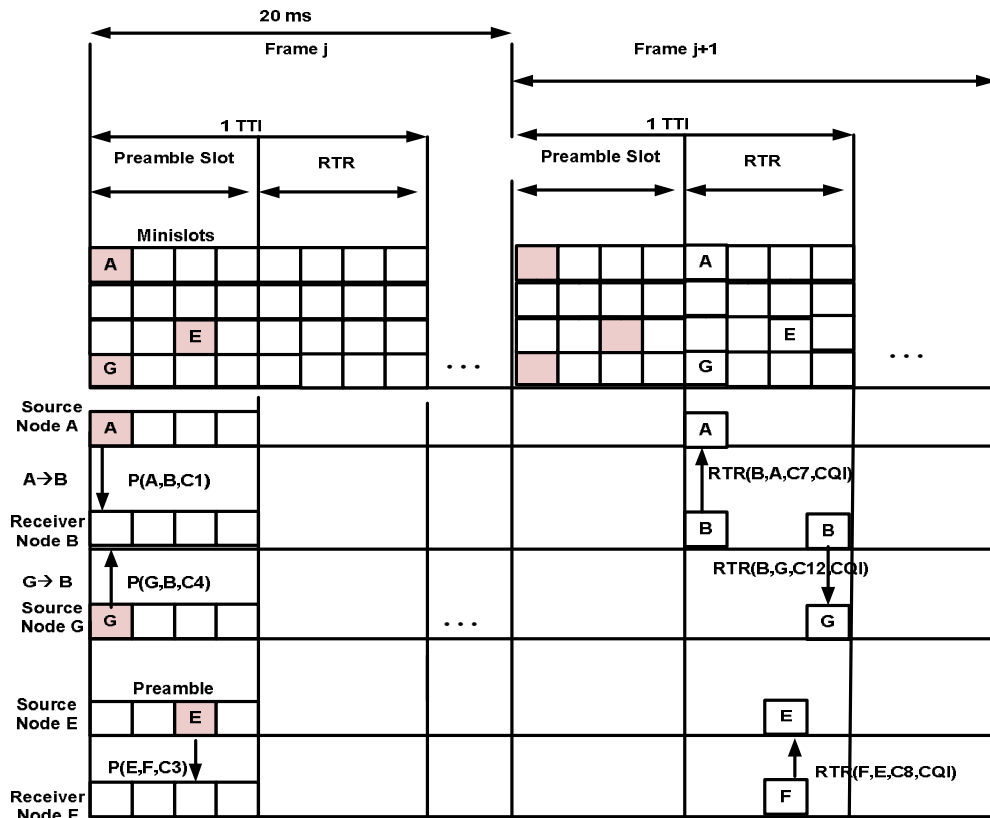 20 ms
Frame j
Frame j+1
1 TTI
1 TTI
Preamble Slot
RTR
Preamble Slot
RTR
Minislots
A
A
E
E
G
G
...
...
Source
Node A
A
A
A→B
P(A,B,C1)
RTR(B,A,C7,CQI)
Receiver
Node B
B
B
G→ B
P(G,B,C4)
RTR(B,G,C12,CQI)
Source
Node G
G
...
G
Preamble
Source
Node E
E
E
P(E,F,C3)
RTR(F,E,C8,CQI)
Receiver
Node F
F